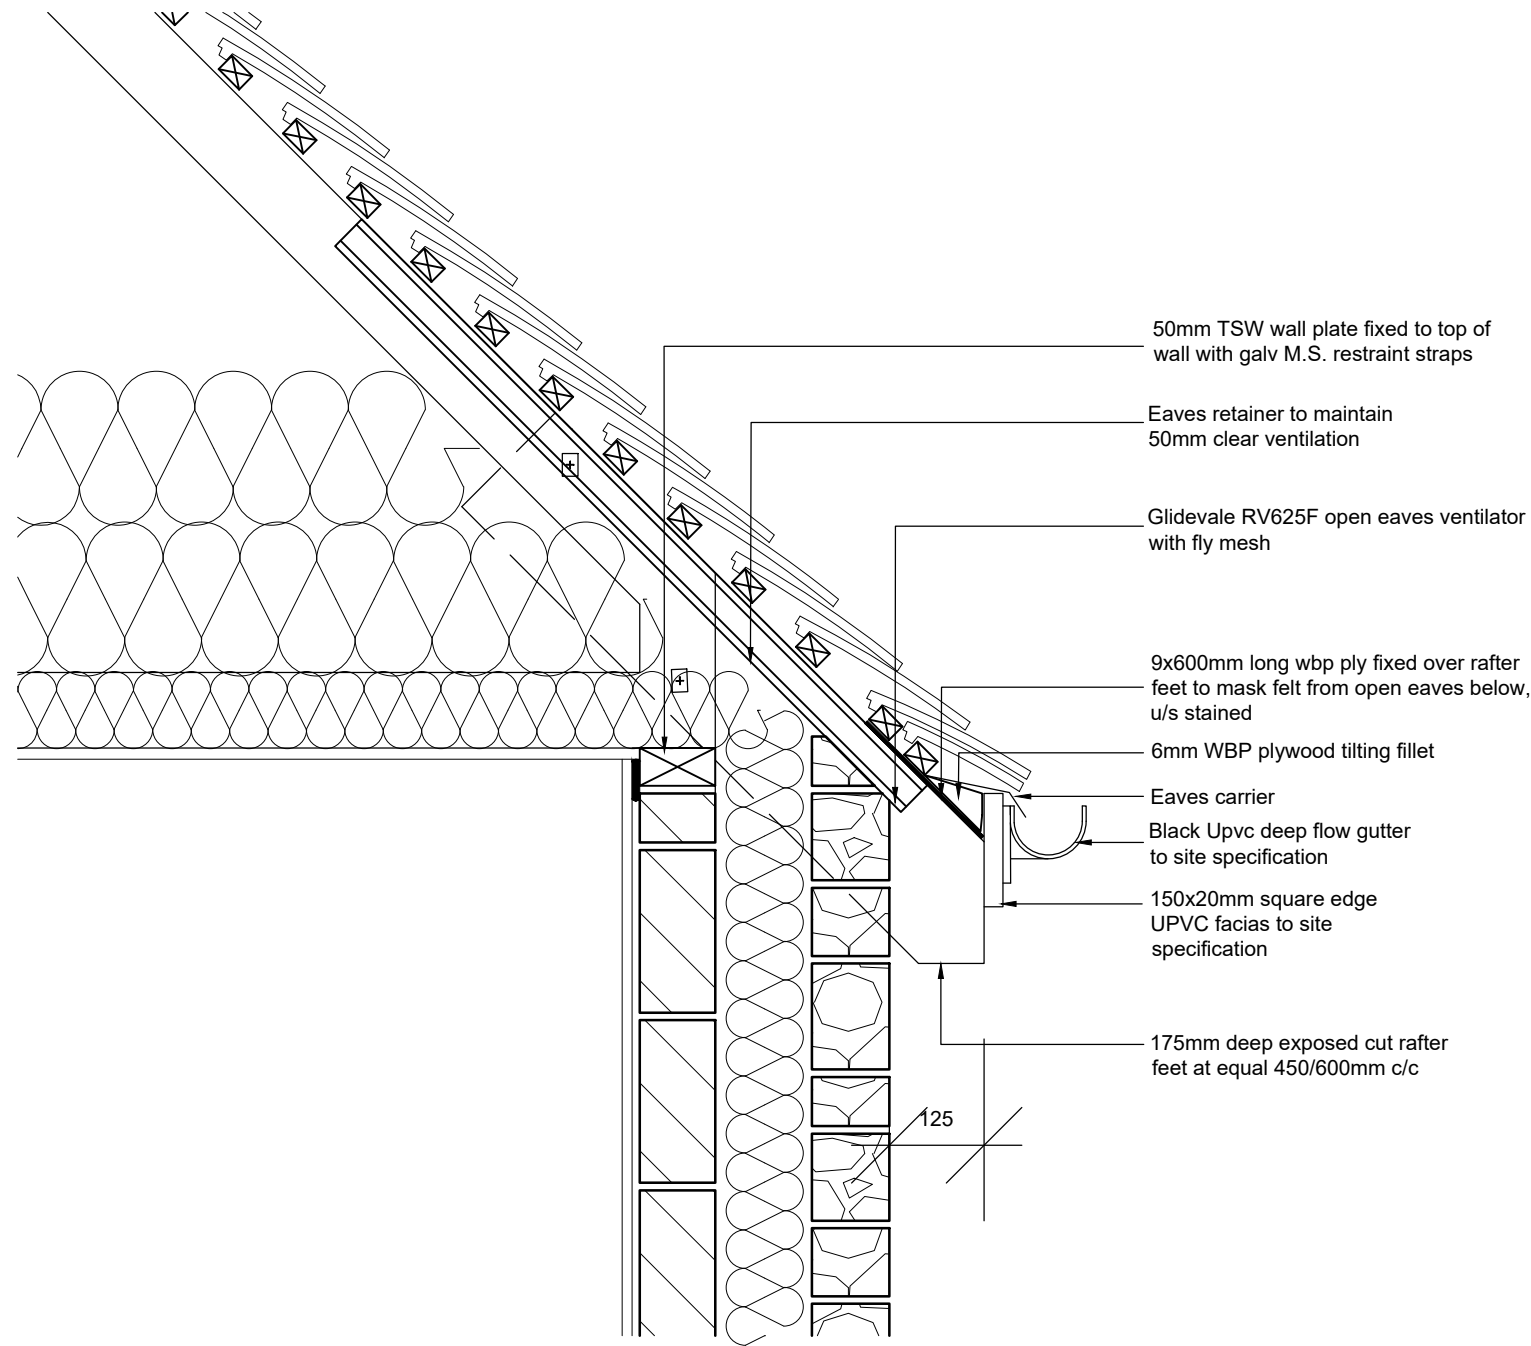 50mm TSW wall plate fixed to top of
wall with galv M.S. restraint straps
Eaves retainer to maintain
50mm clear ventilation
Glidevale RV625F open eaves ventilator
with fly mesh
9x600mm long wbp ply fixed over rafter
feet to mask felt from open eaves below,
u/s stained
6mm WBP plywood tilting fillet
Eaves carrier
Black Upvc deep flow gutter
to site specification
150x20mm square edge
UPVC facias to site
specification
175mm deep exposed cut rafter
feet at equal 450/600mm c/c
125